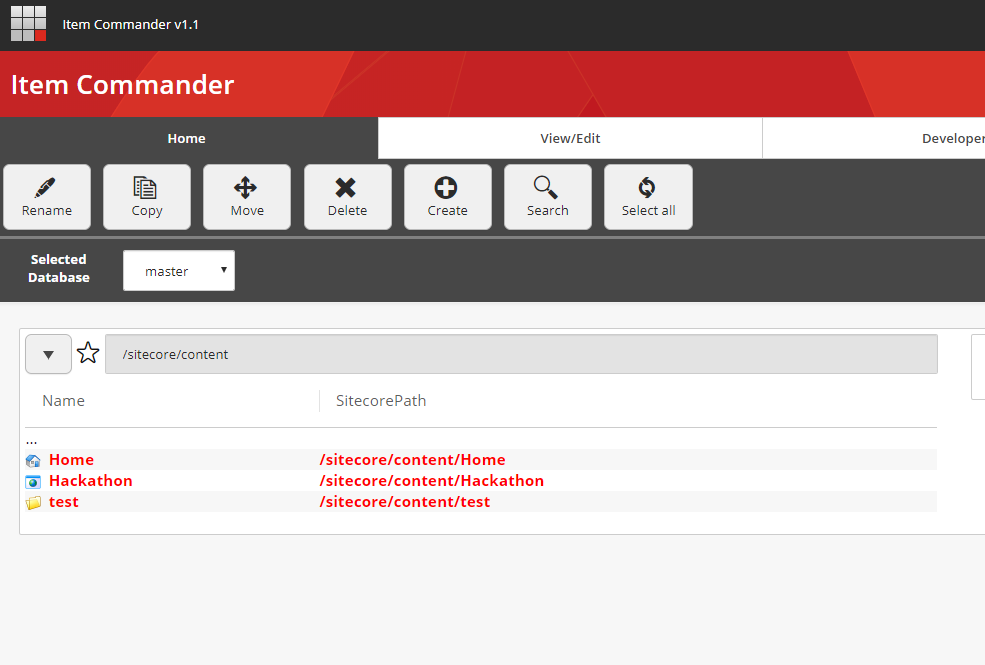 Item Commander v1.1
Item Commander
Home View/Edit Developer
Rename Copy Move Delete Create Search Select all
Selected
Database
master
/sitecore/content
Name SitecorePath
...
Home /sitecore/content/Home
Hackathon /sitecore/content/Hackathon
test /sitecore/content/test